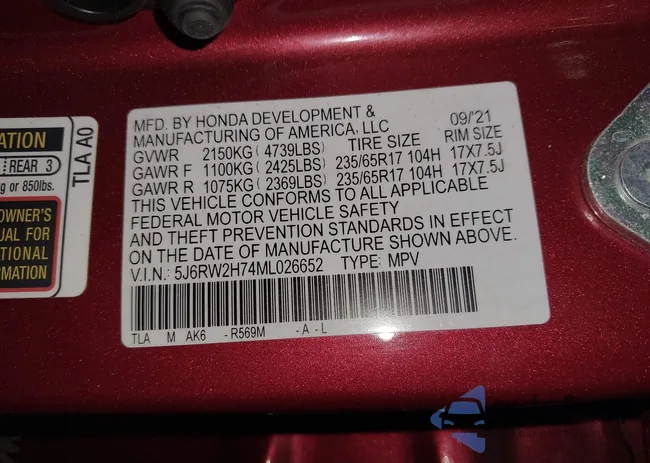 ATION
REAR 3
g or 850lbs.
OWNER'S
UAL FOR
TIONAL
RMATION
TLA A0
MFD. BY HONDA DEVELOPMENT & 09/'21
MANUFACTURING OF AMERICA, LLC TIRE SIZE RIM SIZE
GVWR 2150KG ( 4739LBS)
GAWR F 1100KG ( 2425LBS) 235/65R17 104H 17X7.5J
GAWR R 1075KG ( 2369LBS) 235/65R17 104H 17X7.5J
THIS VEHICLE CONFORMS TO ALL APPLICABLE
FEDERAL MOTOR VEHICLE SAFETY
AND THEFT PREVENTION STANDARDS IN EFFECT
ON THE DATE OF MANUFACTURE SHOWN ABOVE.
V.I.N.: 5J6RW2H74ML026652 TYPE: MPV
TLA M AK6 -R569M -A -L